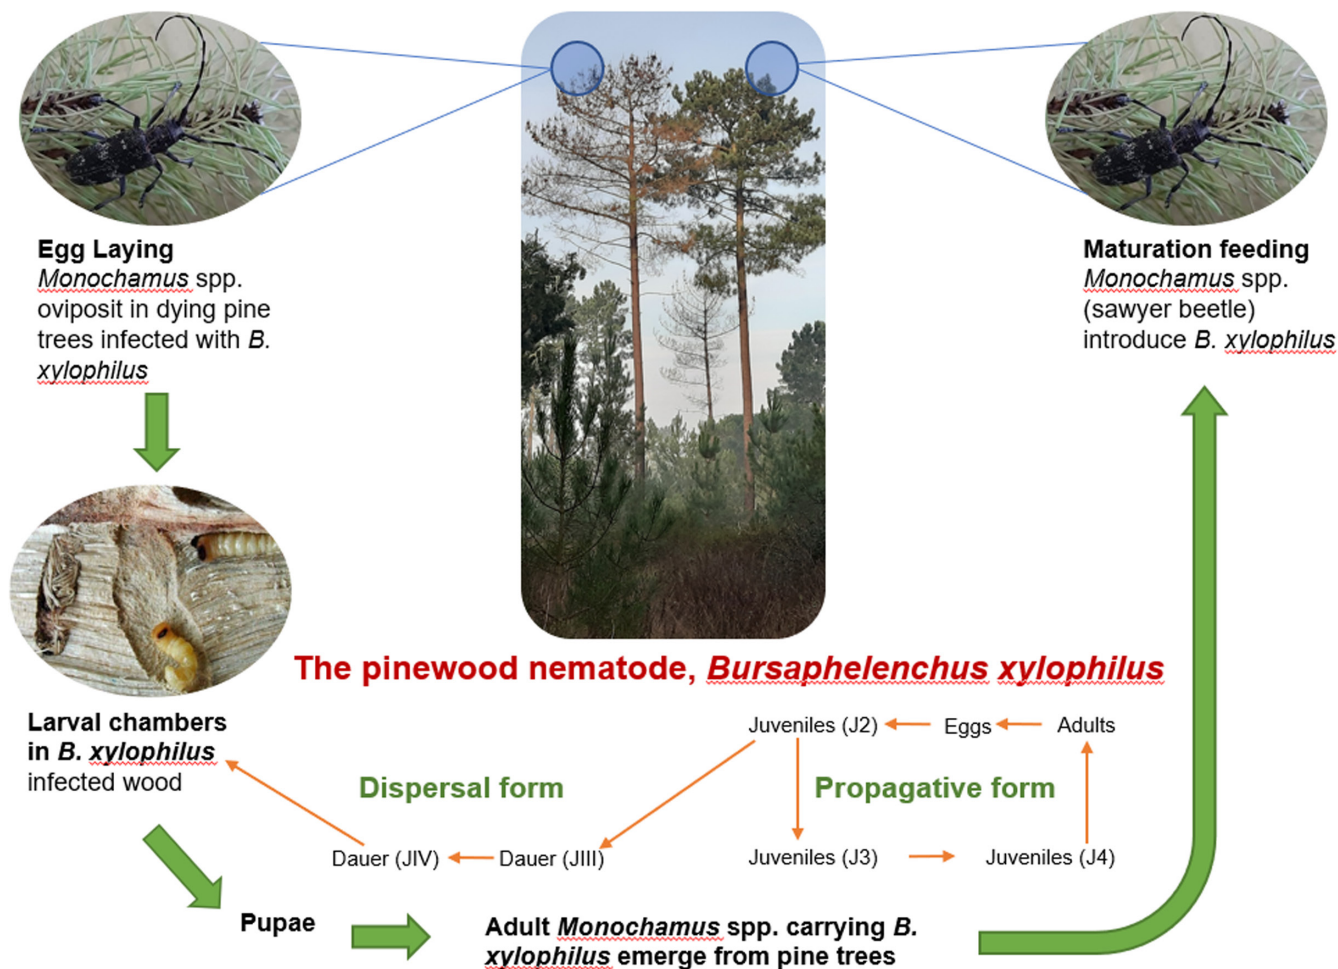 Egg Laying
Monochamus spp.
oviposit in dying pine
trees infected with B.
xylophilus
Maturation feeding
Monochamus spp.
(sawyer beetle)
introduce B. xylophilus
The pinewood nematode, Bursaphelenchus xylophilus
Larval chambers
in B. xylophilus
infected wood
Juveniles (J2)
Eggs
Adults
Dispersal form
Propagative form
Dauer (JIV)
Dauer (JIII)
Juveniles (J3)
Juveniles (J4)
Pupae
Adult Monochamus spp. carrying B.
xylophilus emerge from pine trees